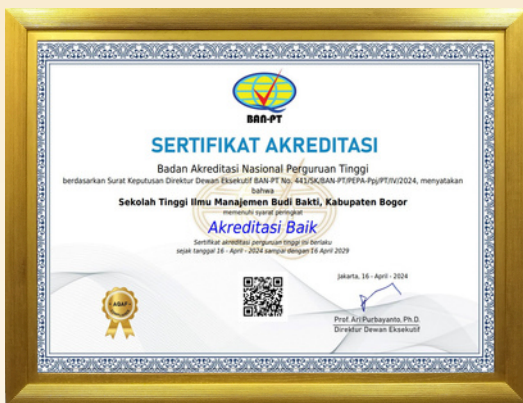 BAN-PT
SERTIFIKAT AKREDITASI
Badan Akreditasi Nasional Perguruan Tinggi
berdasarkan Surat Keputusan Direktur Dewan Eksekutif BAN-PT No. 441/SK/BAN-PT/PEPA-Ppj/PT/IV/2024, menyatakan
bahwa
Sekolah Tinggi Ilmu Manajemen Budi Bakti, Kabupaten Bogor
memenuhi syarat peringkat
Akreditasi Baik
Sertifikat akreditasi perguruan tinggi ini berlaku
sejak tanggal 16 - April - 2024 sampai dengan 16 April 2029
Jakarta, 16 - April - 2024
AQAF
Prof. Ari Purbayanto, Ph.D.
Direktur Dewan Eksekutif